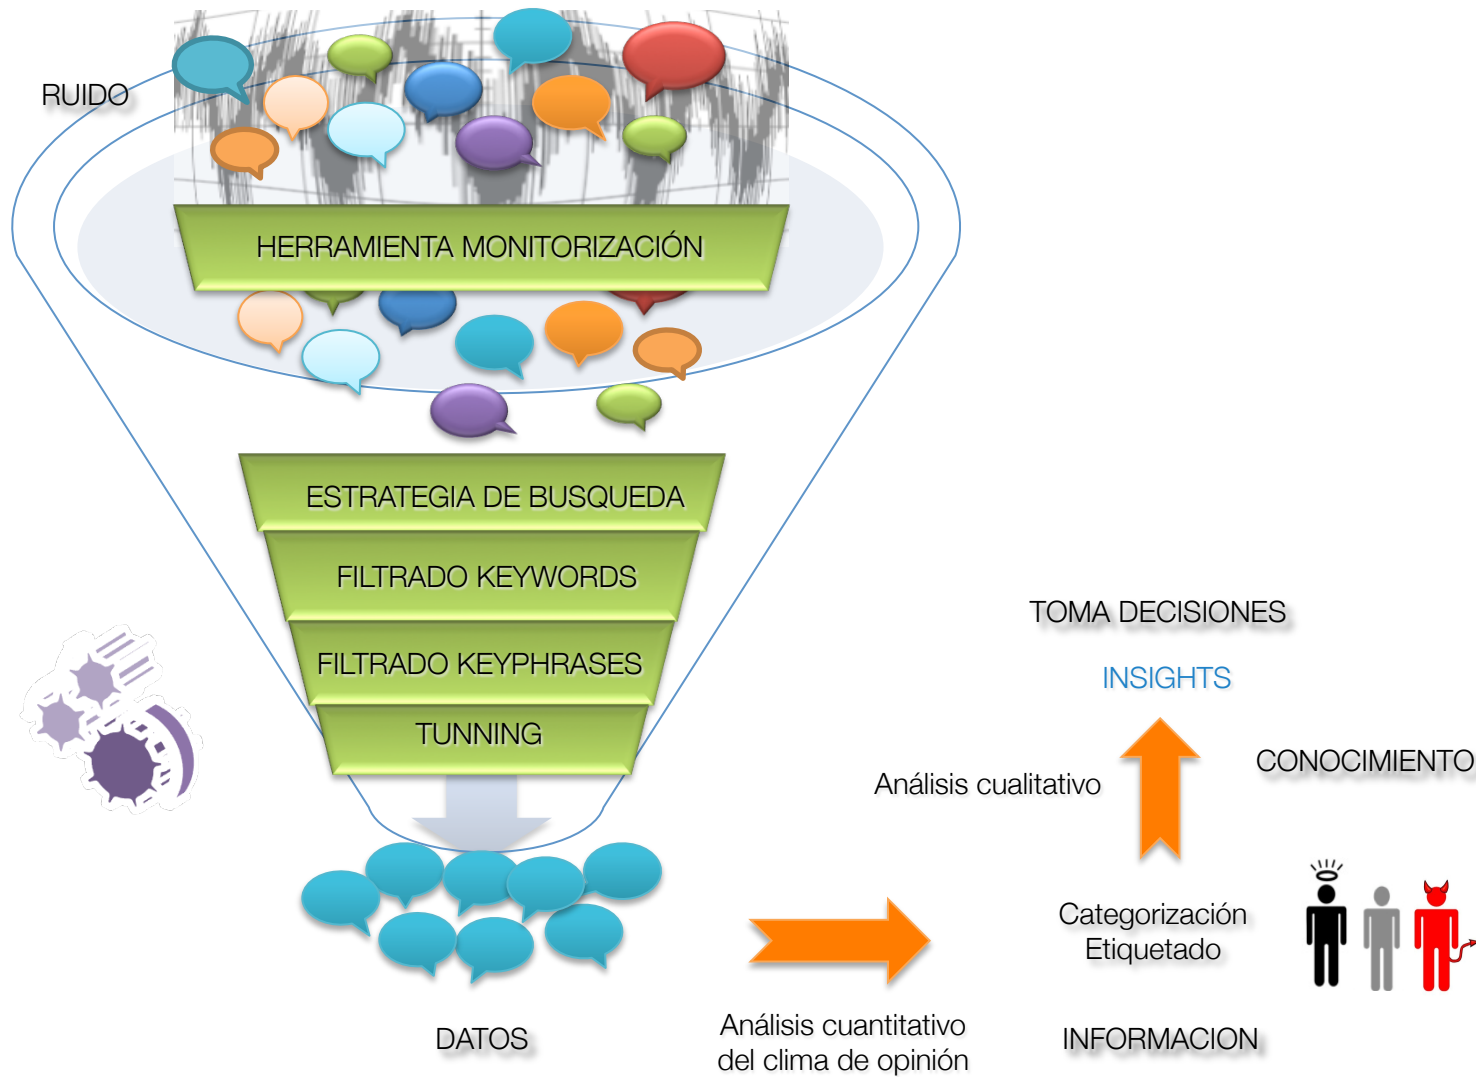 RUIDO
HERRAMIENTA MONITORIZACIÓN
ESTRATEGIA DE BUSQUEDA
FILTRADO KEYWORDS
FILTRADO KEYPHRASES
TUNNING
DATOS
Análisis cuantitativo
del clima de opinión
TOMA DECISIONES
INSIGHTS
Análisis cualitativo
CONOCIMIENTO
Categorización
Etiquetado
INFORMACION